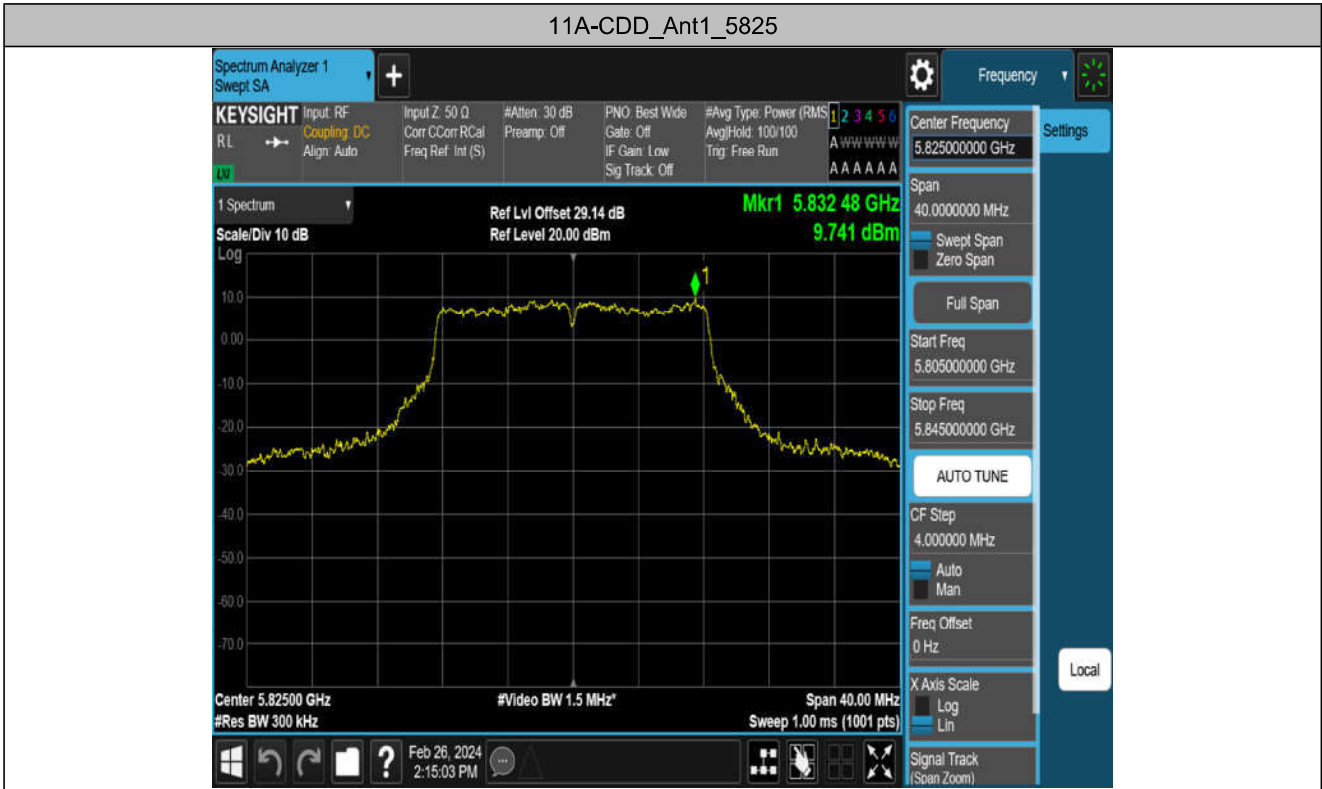 11A-CDD_Ant1_5825
Spectrum Analyzer 1
Swept SA
+
Frequency
KEYSIGHT
RL
LXI
Input: RF
Coupling: DC
Align: Auto
Input Z: 50 Ω
Corr CCorr RCal
Freq Ref: Int (S)
#Atten: 30 dB
Preamp: Off
PNO: Best Wide
Gate: Off
IF Gain: Low
Sig Track: Off
#Avg Type: Power (RMS
Avg|Hold: 100/100
Trig: Free Run
1 2 3 4 5 6
A W W W W W
A A A A A A
1 Spectrum
Scale/Div 10 dB
Log
Ref Lvl Offset 29.14 dB
Ref Level 20.00 dBm
Mkr1 5.832 48 GHz
9.741 dBm
1
10.0
0.00
-10.0
-20.0
-30.0
-40.0
-50.0
-60.0
-70.0
Center 5.82500 GHz
#Res BW 300 kHz
#Video BW 1.5 MHz*
Span 40.00 MHz
Sweep 1.00 ms (1001 pts)
?
Feb 26, 2024
2:15:03 PM
Center Frequency
5.825000000 GHz
Settings
Span
40.0000000 MHz
Swept Span
Zero Span
Full Span
Start Freq
5.805000000 GHz
Stop Freq
5.845000000 GHz
AUTO TUNE
CF Step
4.000000 MHz
Auto
Man
Freq Offset
0 Hz
X Axis Scale
Log
Lin
Local
Signal Track
(Span Zoom)